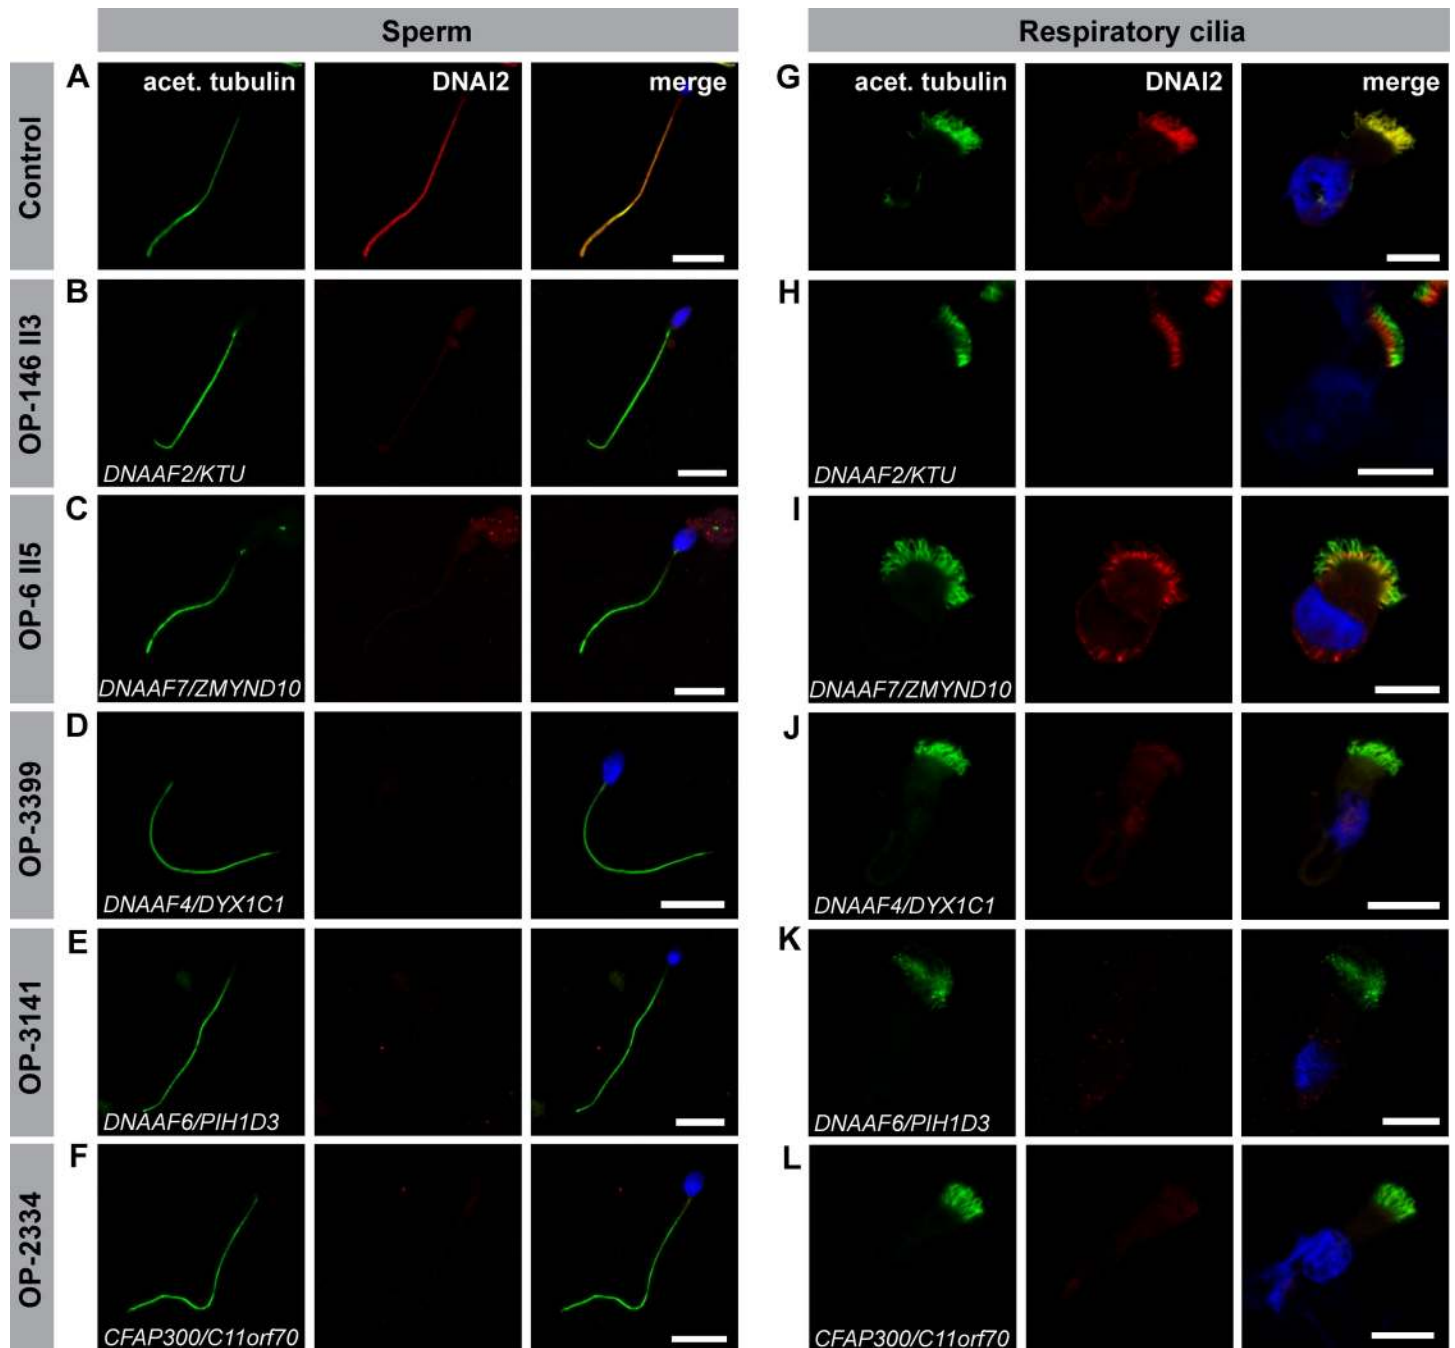 Sperm
Respiratory cilia
Control
A
acet. tubulin
DNAI2
merge
G
acet. tubulin
DNAI2
merge
OP-146 II3
B
DNAAF2/KTU
H
DNAAF2/KTU
OP-6 II5
C
DNAAF7/ZMYND10
I
DNAAF7/ZMYND10
OP-3399
D
DNAAF4/DYX1C1
J
DNAAF4/DYX1C1
OP-3141
E
DNAAF6/PIH1D3
K
DNAAF6/PIH1D3
OP-2334
F
CFAP300/C11orf70
L
CFAP300/C11orf70